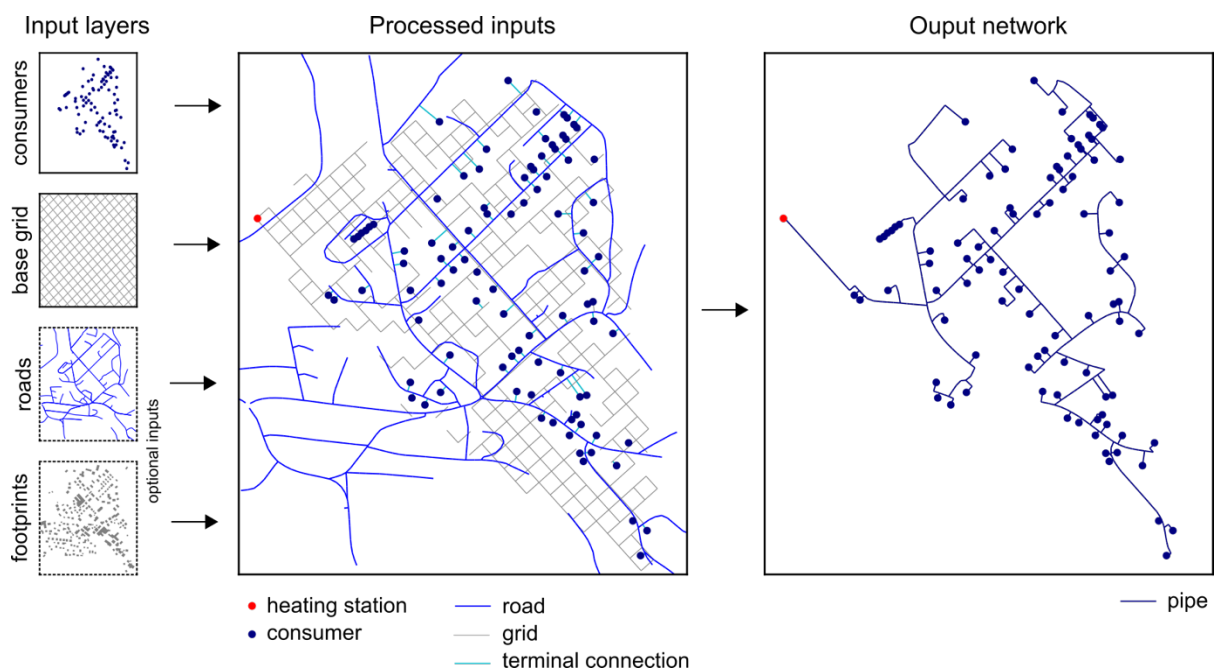 Input layers
Processed inputs
Ouput network
consumers
base grid
roads
footprints
optional inputs
heating station
consumer
road
grid
terminal connection
pipe